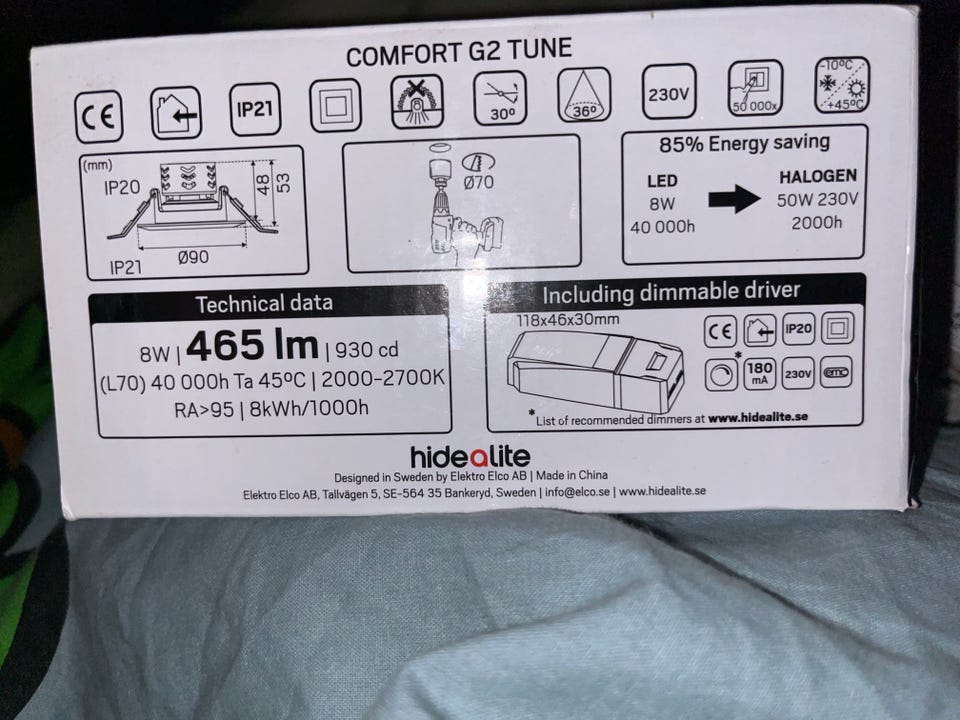 COMFORT G2 TUNE
CE
IP21
30º
36º
230V
50 000x
-10ºC
+45ºC
(mm)
IP20
48
53
IP21
Ø90
Ø70
85% Energy saving
LED
8W
40 000h
HALOGEN
50W 230V
2000h
Technical data
8W | 465 lm | 930 cd
(L70) 40 000h Ta 45ºC | 2000-2700K
RA>95 | 8kWh/1000h
Including dimmable driver
118x46x30mm
CE
IP20
*
180
mA
230V
emc
* List of recommended dimmers at www.hidealite.se
hidealite
Designed in Sweden by Elektro Elco AB | Made in China
Elektro Elco AB, Tallvägen 5, SE-564 35 Bankeryd, Sweden | info@elco.se | www.hidealite.se